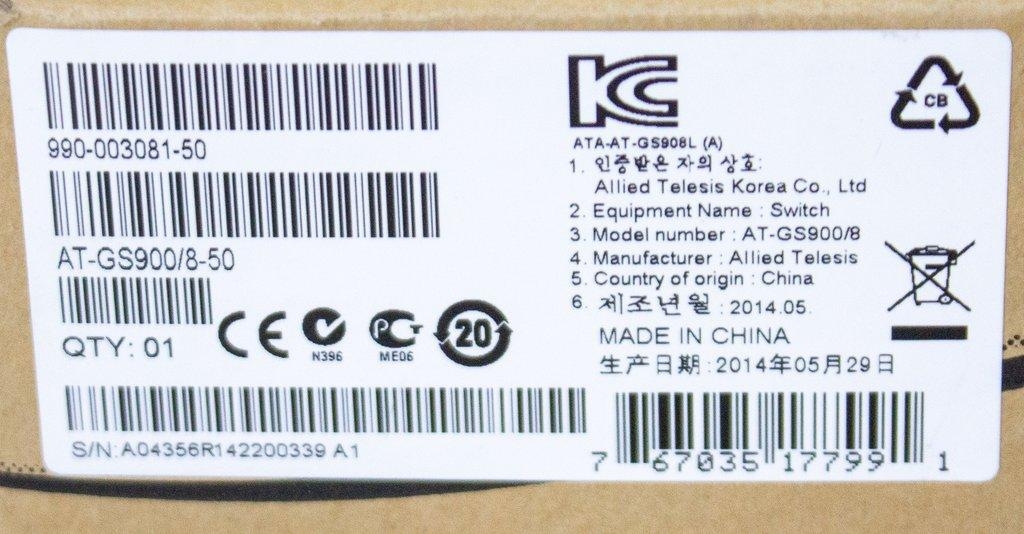 990-003081-50
AT-GS900/8-50
QTY: 01
CE
N396
ME06
20
S/N: A04356R142200339 A1
KC
ATA-AT-GS908L (A)
1. 인증받은 자의 상호:
Allied Telesis Korea Co., Ltd
2. Equipment Name : Switch
3. Model number : AT-GS900/8
4. Manufacturer : Allied Telesis
5. Country of origin : China
6. 제조년월 : 2014.05.
MADE IN CHINA
生产日期:2014年05月29日
CB
7 67035 17799 1